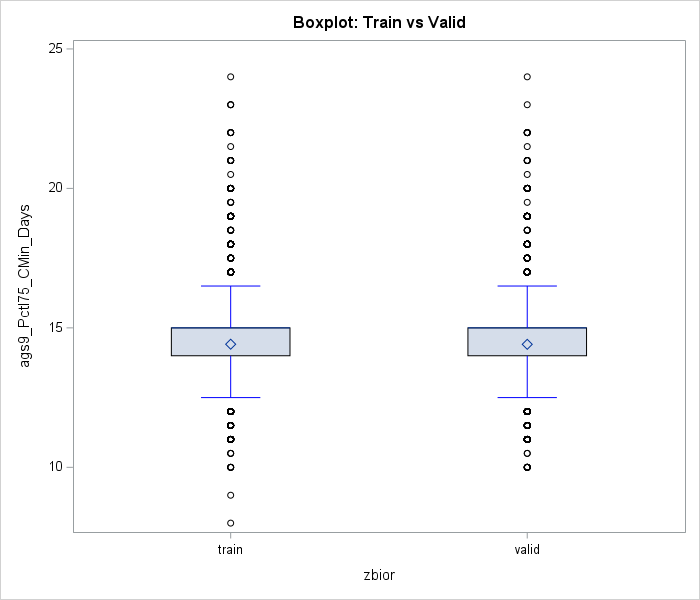 Boxplot: Train vs Valid
25
20
15
10
ags9_Pctl75_CMin_Days
train
valid
zbior